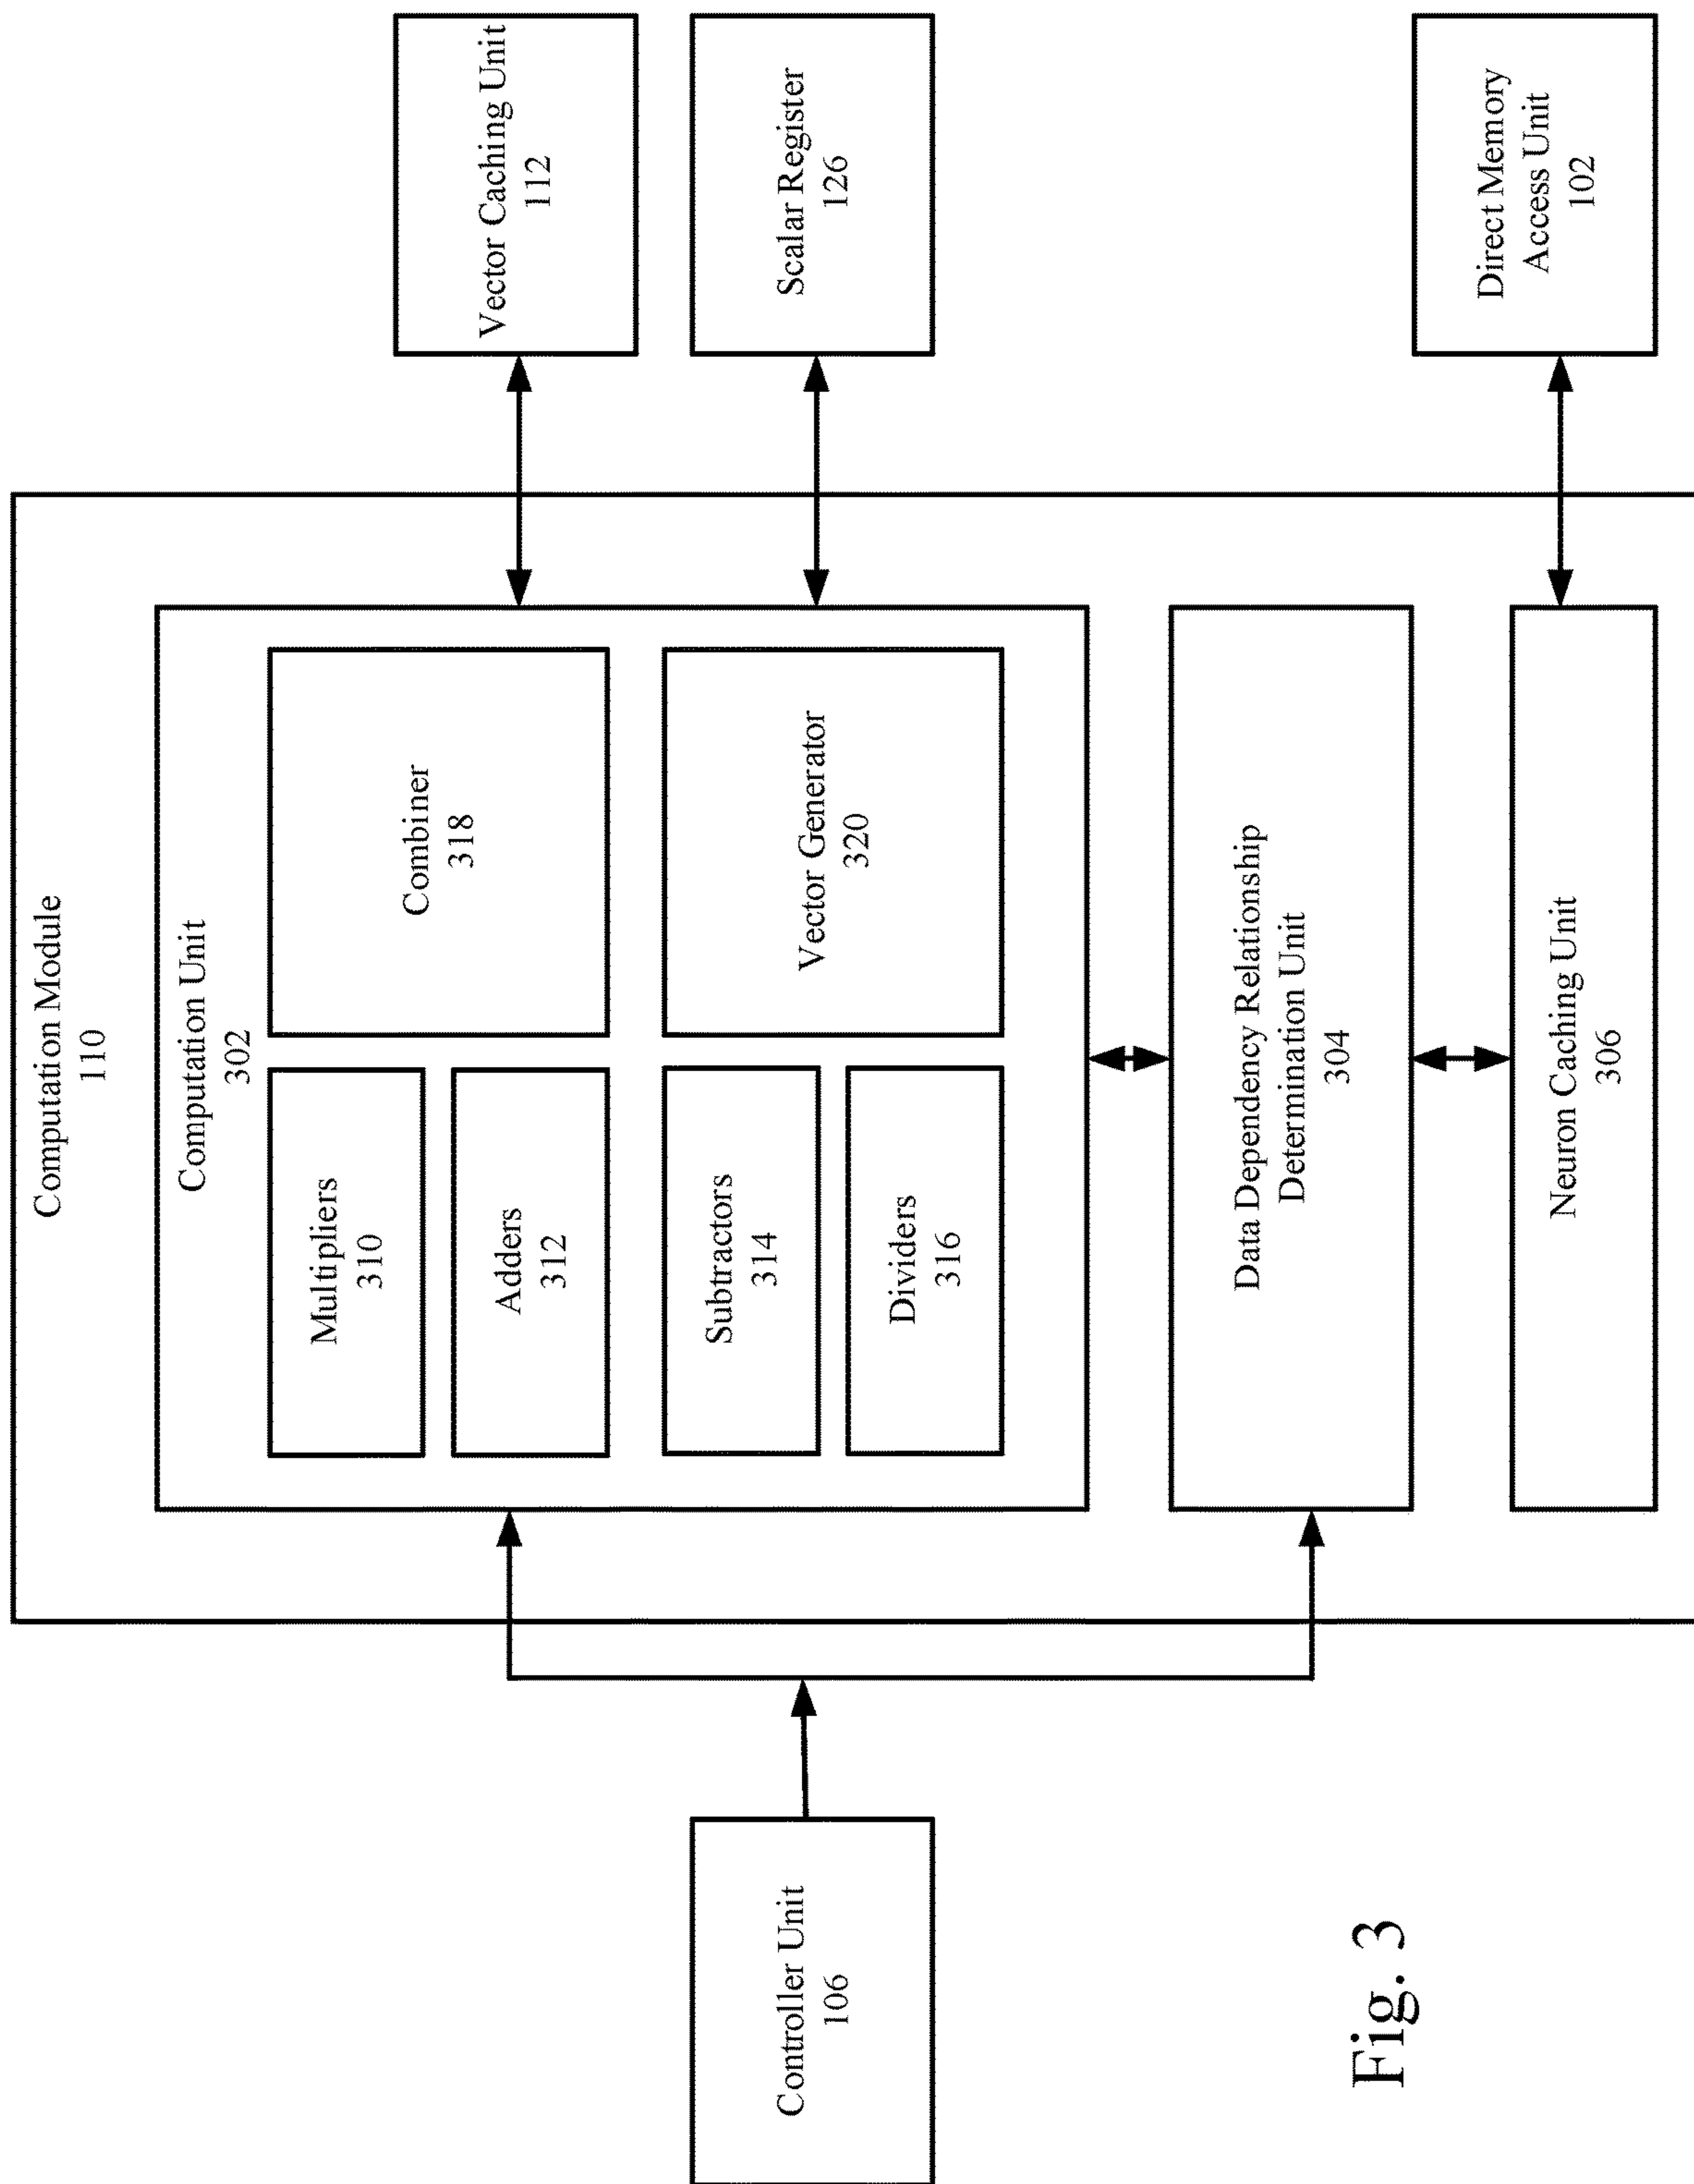 Computation Module
110
Computation Unit
302
Multipliers
310
Adders
312
Subtractors
314
Dividers
316
Combiner
318
Vector Generator
320
Data Dependency Relationship
Determination Unit
304
Neuron Caching Unit
306
Controller Unit
106
Vector Caching Unit
112
Scalar Register
126
Direct Memory
Access Unit
102
Fig. 3